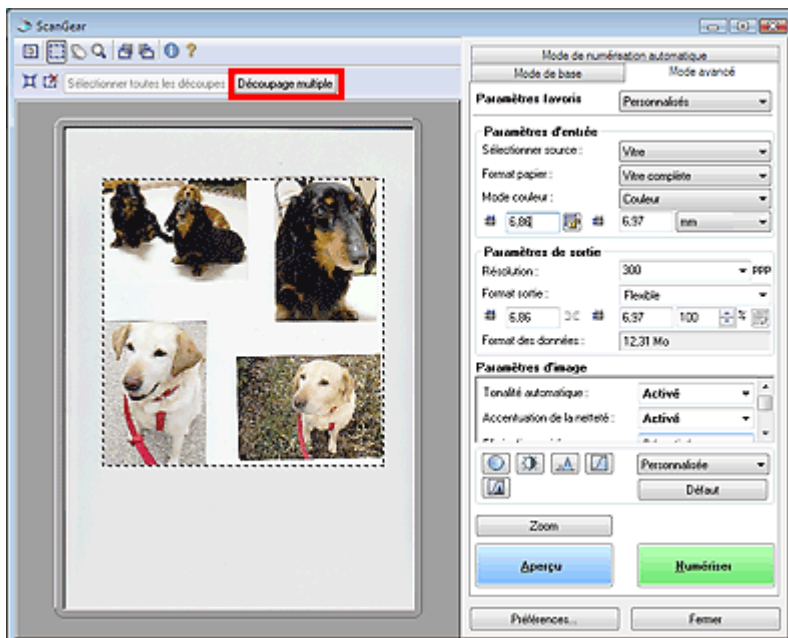 ScanGear
Sélectionner toutes les découpes
Découpage multiple
Mode de numérisation automatique
Mode de base
Mode avancé
Paramètres favoris
Personnalisés
Paramètres d'entrée
Sélectionner source :
Vitre
Format papier :
Vitre complète
Mode couleur :
Couleur
6,86
6,97
mm
Paramètres de sortie
Résolution :
300
PPP
Format sortie :
Flexible
6,86
6,97
100
%
Format des données :
12,31 Mo
Paramètres d'image
Tonalité automatique :
Activé
Accentuation de la netteté :
Activé
Personnalisée
Défaut
Zoom
Aperçu
Numériser
Préférences...
Fermer